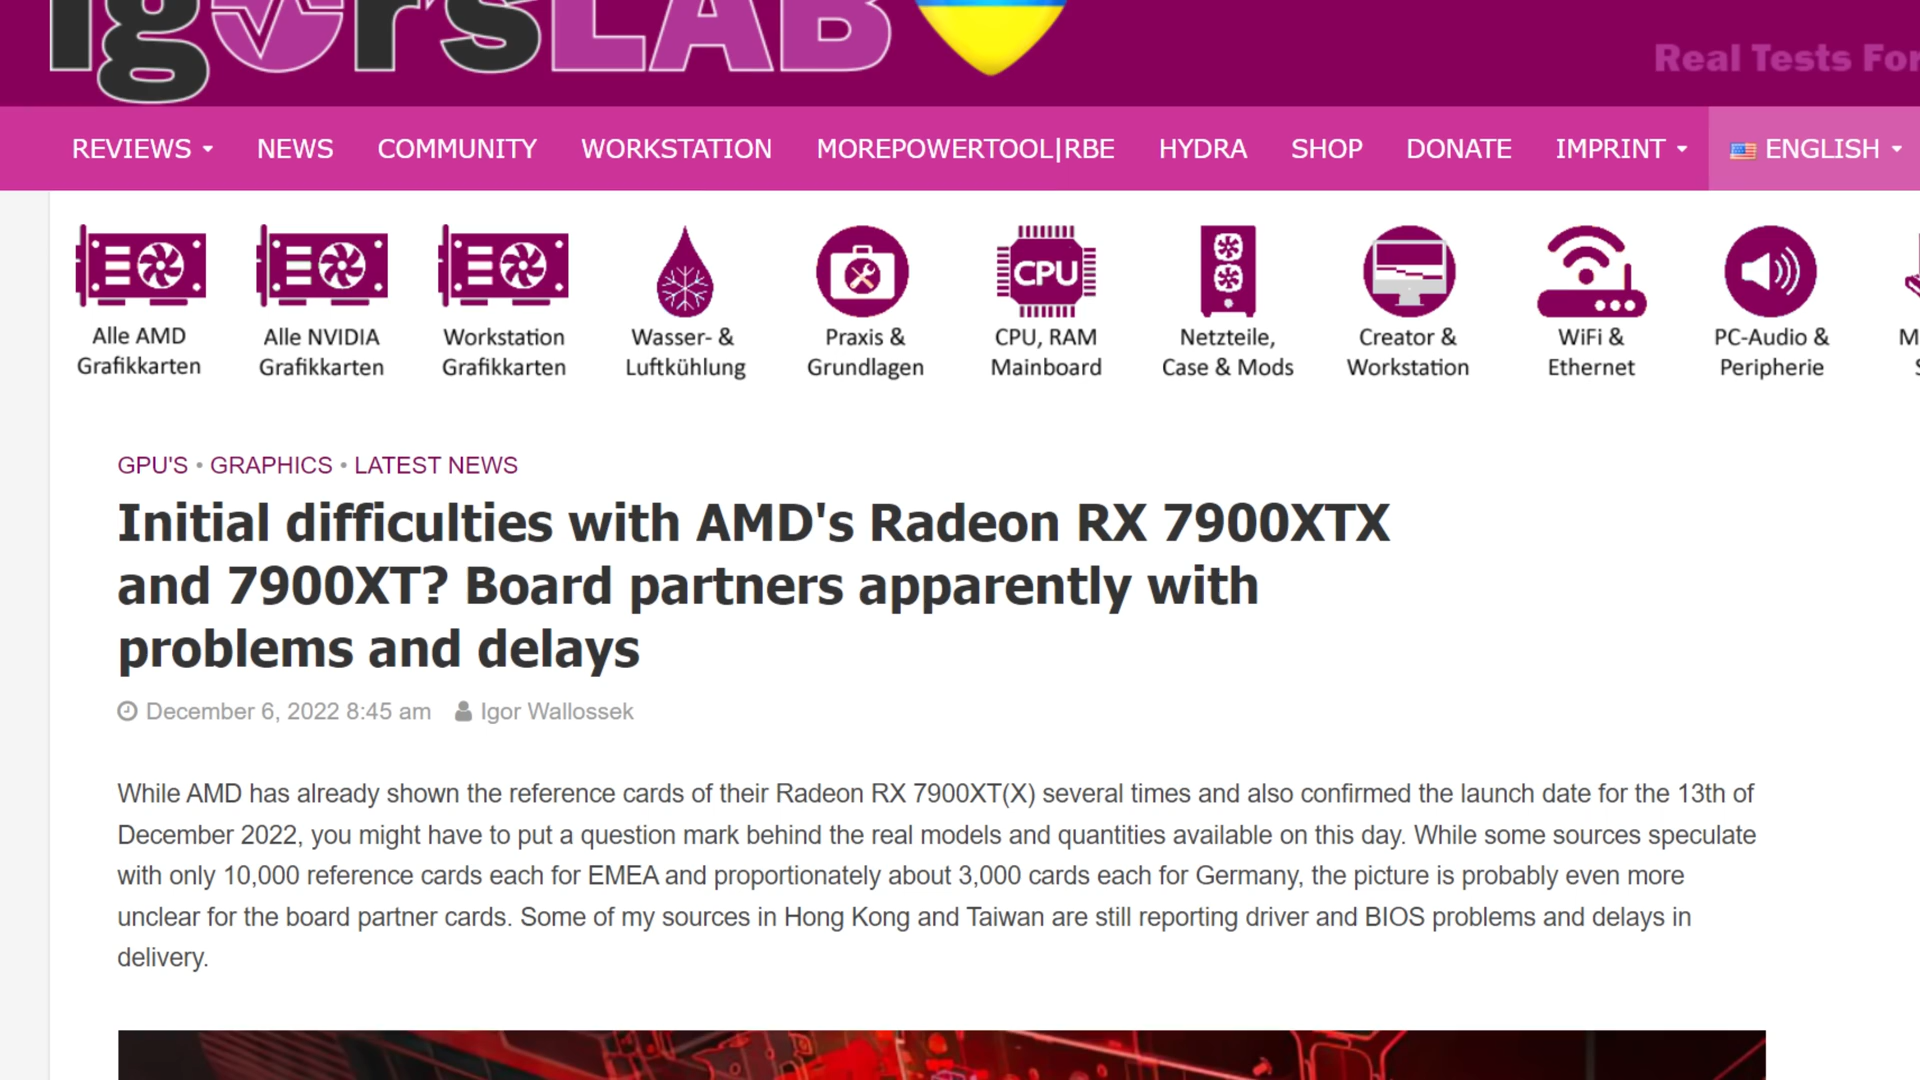 igorsLAB
Real Tests For
REVIEWS NEWS COMMUNITY WORKSTATION MOREPOWERTOOL|RBE HYDRA SHOP DONATE IMPRINT ENGLISH
Alle AMD
Grafikkarten
Alle NVIDIA
Grafikkarten
Workstation
Grafikkarten
Wasser- &
Luftkühlung
Praxis &
Grundlagen
CPU
CPU, RAM
Mainboard
Netzteile,
Case & Mods
Creator &
Workstation
WiFi &
Ethernet
PC-Audio &
Peripherie
GPU'S • GRAPHICS • LATEST NEWS
Initial difficulties with AMD's Radeon RX 7900XTX
and 7900XT? Board partners apparently with
problems and delays
December 6, 2022 8:45 am Igor Wallossek
While AMD has already shown the reference cards of their Radeon RX 7900XT(X) several times and also confirmed the launch date for the 13th of
December 2022, you might have to put a question mark behind the real models and quantities available on this day. While some sources speculate
with only 10,000 reference cards each for EMEA and proportionately about 3,000 cards each for Germany, the picture is probably even more
unclear for the board partner cards. Some of my sources in Hong Kong and Taiwan are still reporting driver and BIOS problems and delays in
delivery.